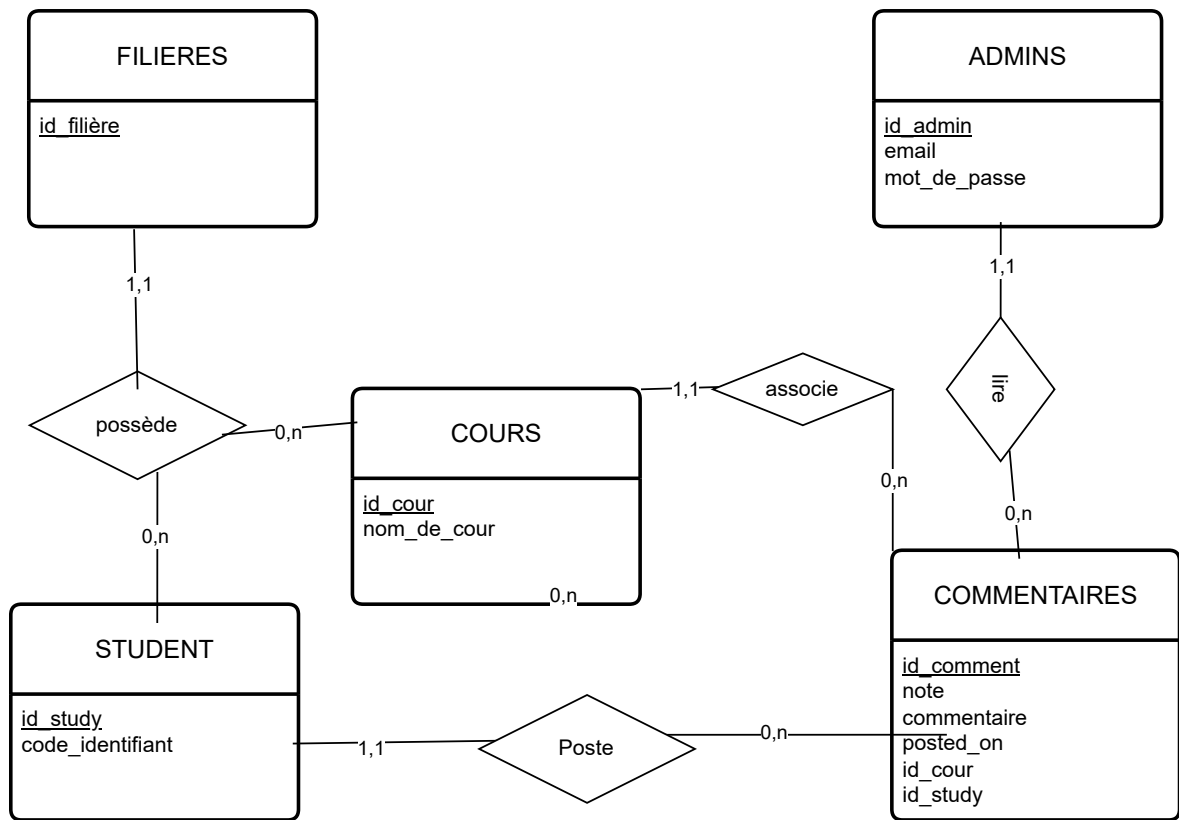 FILIERES
id_filière
ADMINS
id_admin
email
mot_de_passe
1,1
1,1
possède
0,n
COURS
id_cour
nom_de_cour
0,n
1,1
associe
0,n
lire
0,n
0,n
STUDENT
id_study
code_identifiant
1,1
Poste
0,n
COMMENTAIRES
id_comment
note
commentaire
posted_on
id_cour
id_study